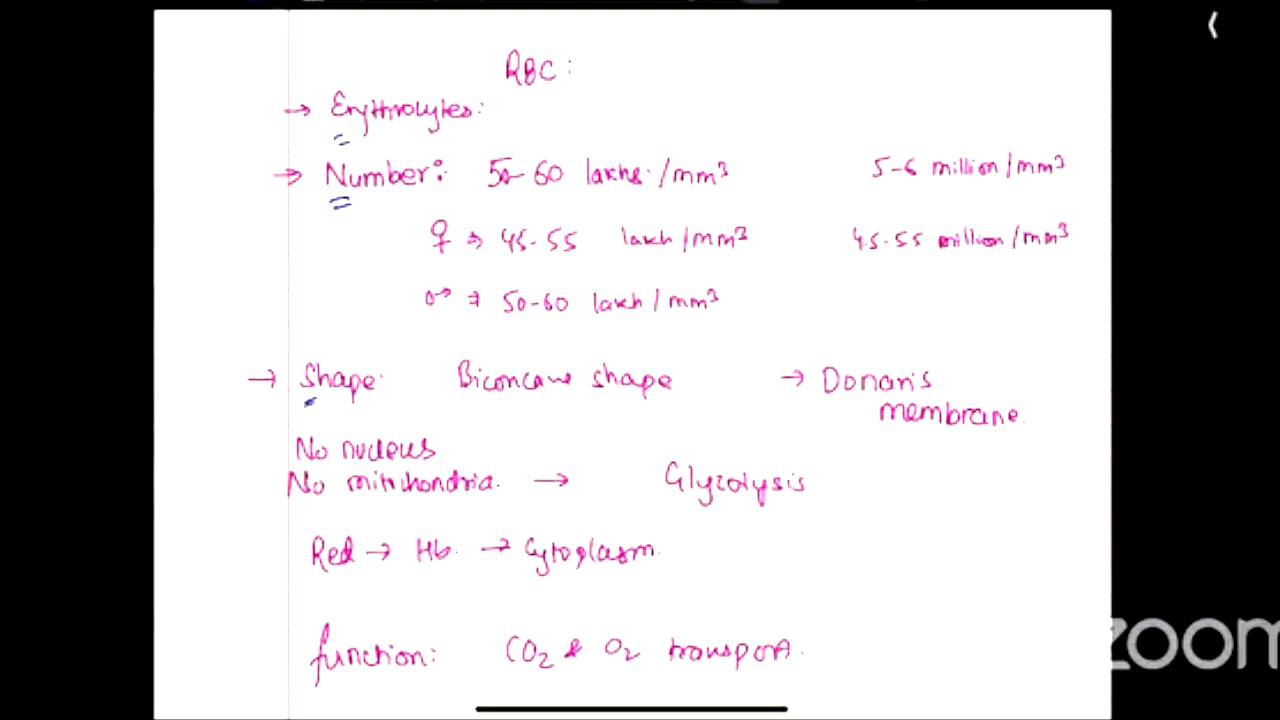 RBC:
→ Erythrocytes:
→ Number: 50-60 lakhs/mm³ 5-6 million/mm³
♀ → 45-55 lakh/mm³ 4.5-5.5 million/mm³
♂ → 50-60 lakh/mm³
→ Shape: Biconcave shape → Donan's
membrane.
No nucleus
No mitochondria. → Glycolysis
Red → Hb. → Cytoplasm.
function: CO₂ & O₂ transport.
zoom